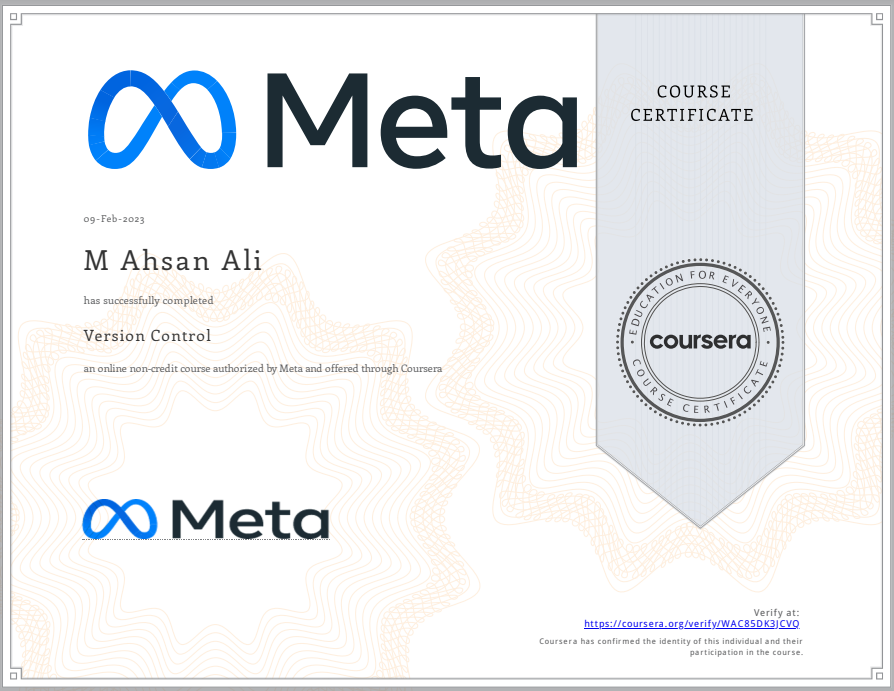 Meta
COURSE
CERTIFICATE
09-Feb-2023
M Ahsan Ali
has successfully completed
Version Control
an online non-credit course authorized by Meta and offered through Coursera
EDUCATION FOR EVERYONE
coursera
COURSE CERTIFICATE
Meta
Verify at:
https://coursera.org/verify/WAC85DK3JCVQ
Coursera has confirmed the identity of this individual and their
participation in the course.